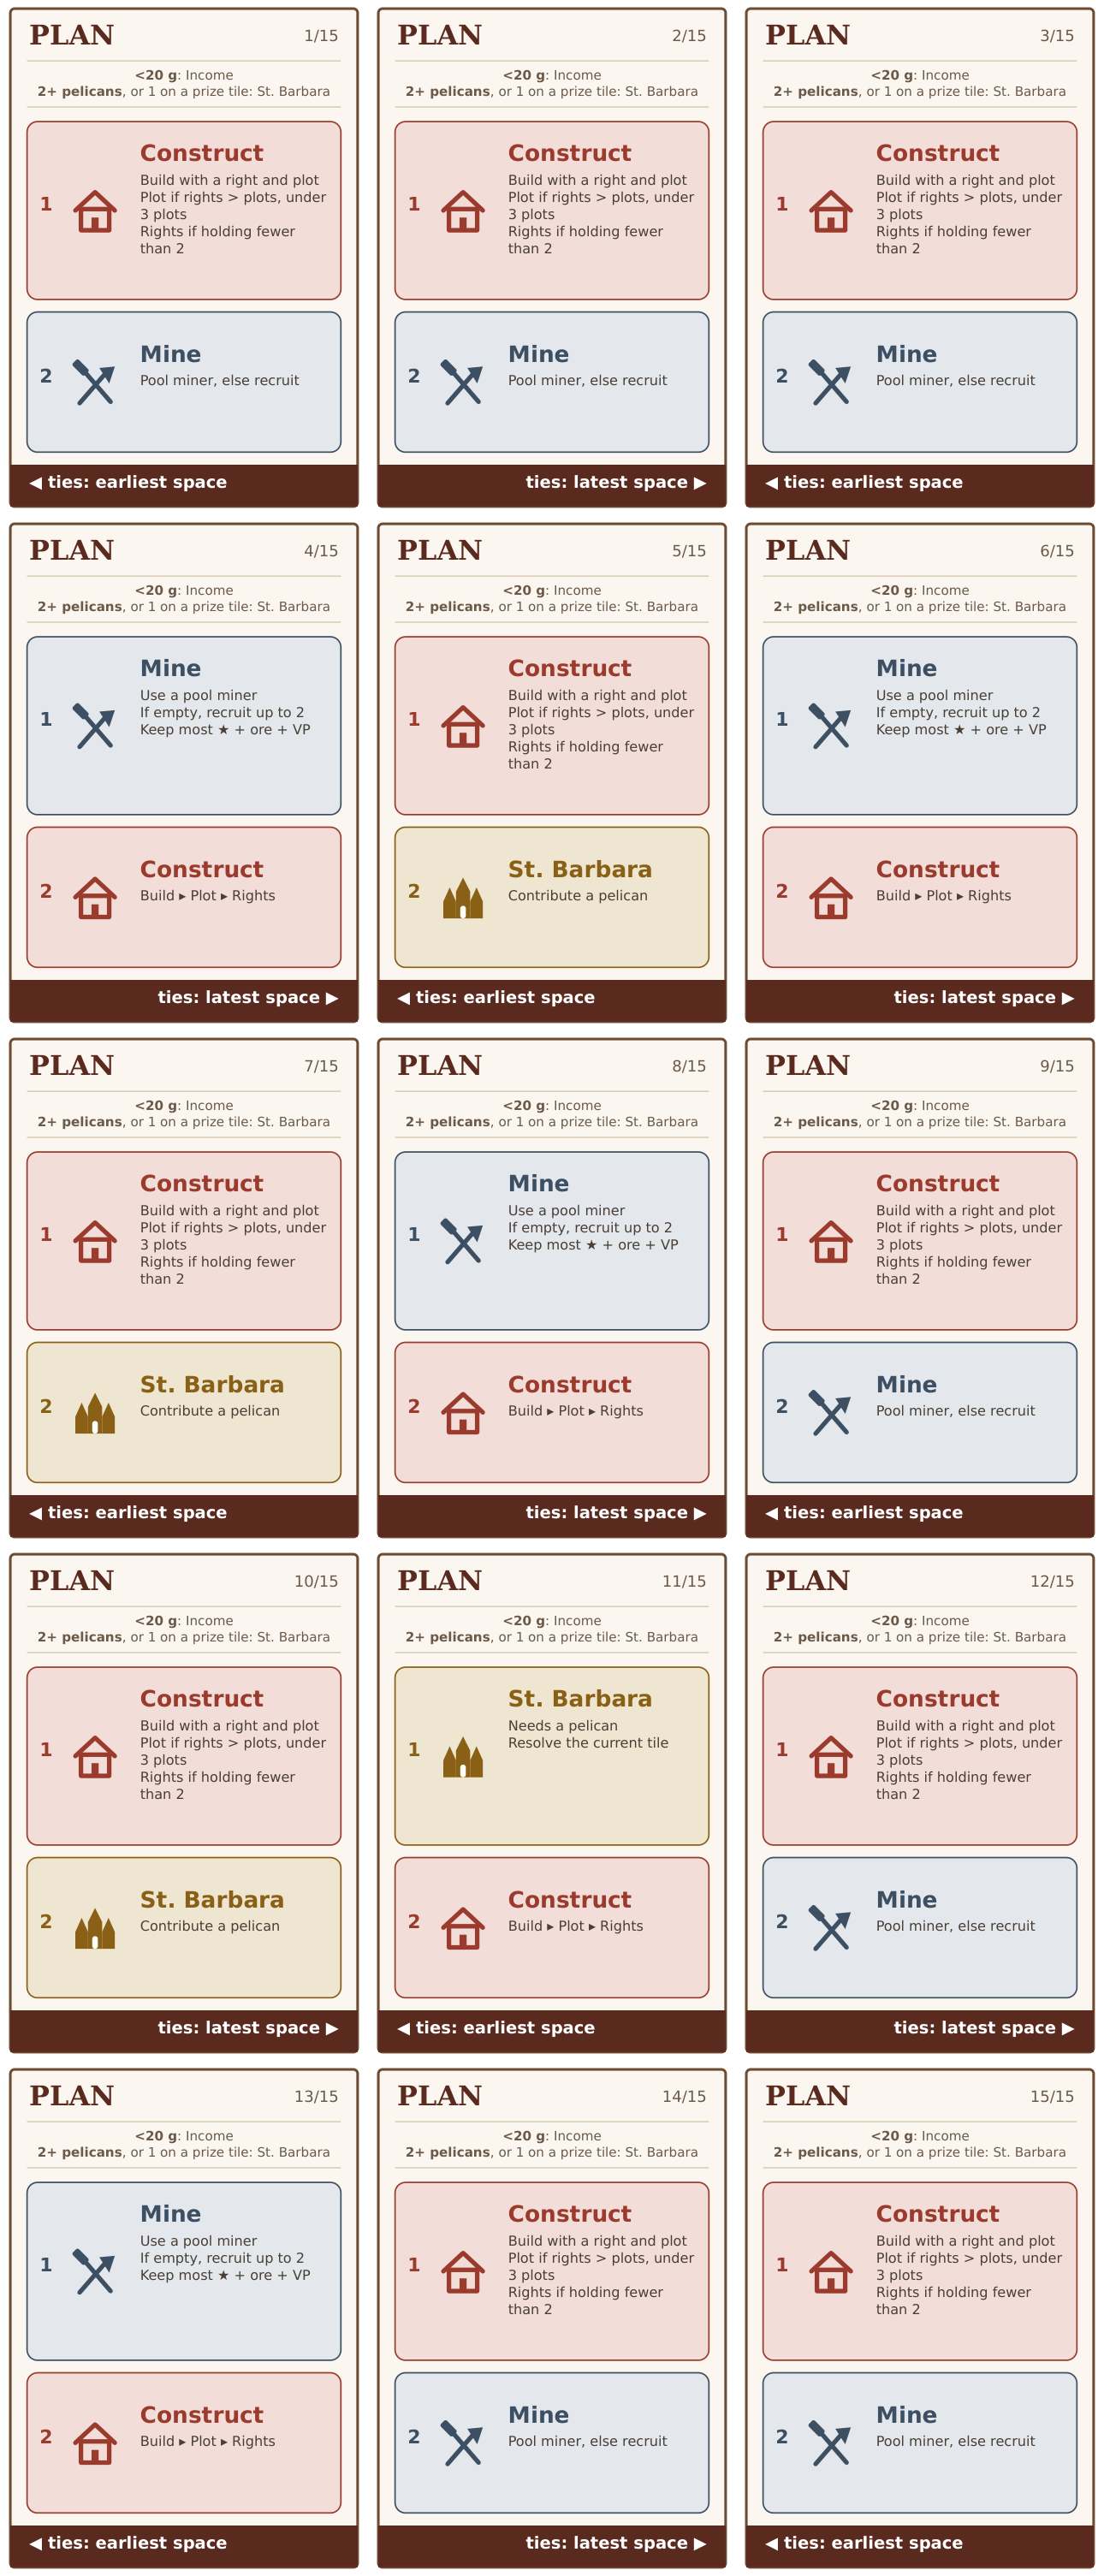 PLAN 1/15
<20 g: Income
2+ pelicans, or 1 on a prize tile: St. Barbara
1
Construct
Build with a right and plot
Plot if rights > plots, under
3 plots
Rights if holding fewer
than 2
2
Mine
Pool miner, else recruit
◀ ties: earliest space
PLAN 2/15
<20 g: Income
2+ pelicans, or 1 on a prize tile: St. Barbara
1
Construct
Build with a right and plot
Plot if rights > plots, under
3 plots
Rights if holding fewer
than 2
2
Mine
Pool miner, else recruit
ties: latest space ▶
PLAN 3/15
<20 g: Income
2+ pelicans, or 1 on a prize tile: St. Barbara
1
Construct
Build with a right and plot
Plot if rights > plots, under
3 plots
Rights if holding fewer
than 2
2
Mine
Pool miner, else recruit
◀ ties: earliest space
PLAN 4/15
<20 g: Income
2+ pelicans, or 1 on a prize tile: St. Barbara
1
Mine
Use a pool miner
If empty, recruit up to 2
Keep most ★ + ore + VP
2
Construct
Build ▸ Plot ▸ Rights
ties: latest space ▶
PLAN 5/15
<20 g: Income
2+ pelicans, or 1 on a prize tile: St. Barbara
1
Construct
Build with a right and plot
Plot if rights > plots, under
3 plots
Rights if holding fewer
than 2
2
St. Barbara
Contribute a pelican
◀ ties: earliest space
PLAN 6/15
<20 g: Income
2+ pelicans, or 1 on a prize tile: St. Barbara
1
Mine
Use a pool miner
If empty, recruit up to 2
Keep most ★ + ore + VP
2
Construct
Build ▸ Plot ▸ Rights
ties: latest space ▶
PLAN 7/15
<20 g: Income
2+ pelicans, or 1 on a prize tile: St. Barbara
1
Construct
Build with a right and plot
Plot if rights > plots, under
3 plots
Rights if holding fewer
than 2
2
St. Barbara
Contribute a pelican
◀ ties: earliest space
PLAN 8/15
<20 g: Income
2+ pelicans, or 1 on a prize tile: St. Barbara
1
Mine
Use a pool miner
If empty, recruit up to 2
Keep most ★ + ore + VP
2
Construct
Build ▸ Plot ▸ Rights
ties: latest space ▶
PLAN 9/15
<20 g: Income
2+ pelicans, or 1 on a prize tile: St. Barbara
1
Construct
Build with a right and plot
Plot if rights > plots, under
3 plots
Rights if holding fewer
than 2
2
Mine
Pool miner, else recruit
◀ ties: earliest space
PLAN 10/15
<20 g: Income
2+ pelicans, or 1 on a prize tile: St. Barbara
1
Construct
Build with a right and plot
Plot if rights > plots, under
3 plots
Rights if holding fewer
than 2
2
St. Barbara
Contribute a pelican
ties: latest space ▶
PLAN 11/15
<20 g: Income
2+ pelicans, or 1 on a prize tile: St. Barbara
1
St. Barbara
Needs a pelican
Resolve the current tile
2
Construct
Build ▸ Plot ▸ Rights
◀ ties: earliest space
PLAN 12/15
<20 g: Income
2+ pelicans, or 1 on a prize tile: St. Barbara
1
Construct
Build with a right and plot
Plot if rights > plots, under
3 plots
Rights if holding fewer
than 2
2
Mine
Pool miner, else recruit
ties: latest space ▶
PLAN 13/15
<20 g: Income
2+ pelicans, or 1 on a prize tile: St. Barbara
1
Mine
Use a pool miner
If empty, recruit up to 2
Keep most ★ + ore + VP
2
Construct
Build ▸ Plot ▸ Rights
◀ ties: earliest space
PLAN 14/15
<20 g: Income
2+ pelicans, or 1 on a prize tile: St. Barbara
1
Construct
Build with a right and plot
Plot if rights > plots, under
3 plots
Rights if holding fewer
than 2
2
Mine
Pool miner, else recruit
ties: latest space ▶
PLAN 15/15
<20 g: Income
2+ pelicans, or 1 on a prize tile: St. Barbara
1
Construct
Build with a right and plot
Plot if rights > plots, under
3 plots
Rights if holding fewer
than 2
2
Mine
Pool miner, else recruit
◀ ties: earliest space